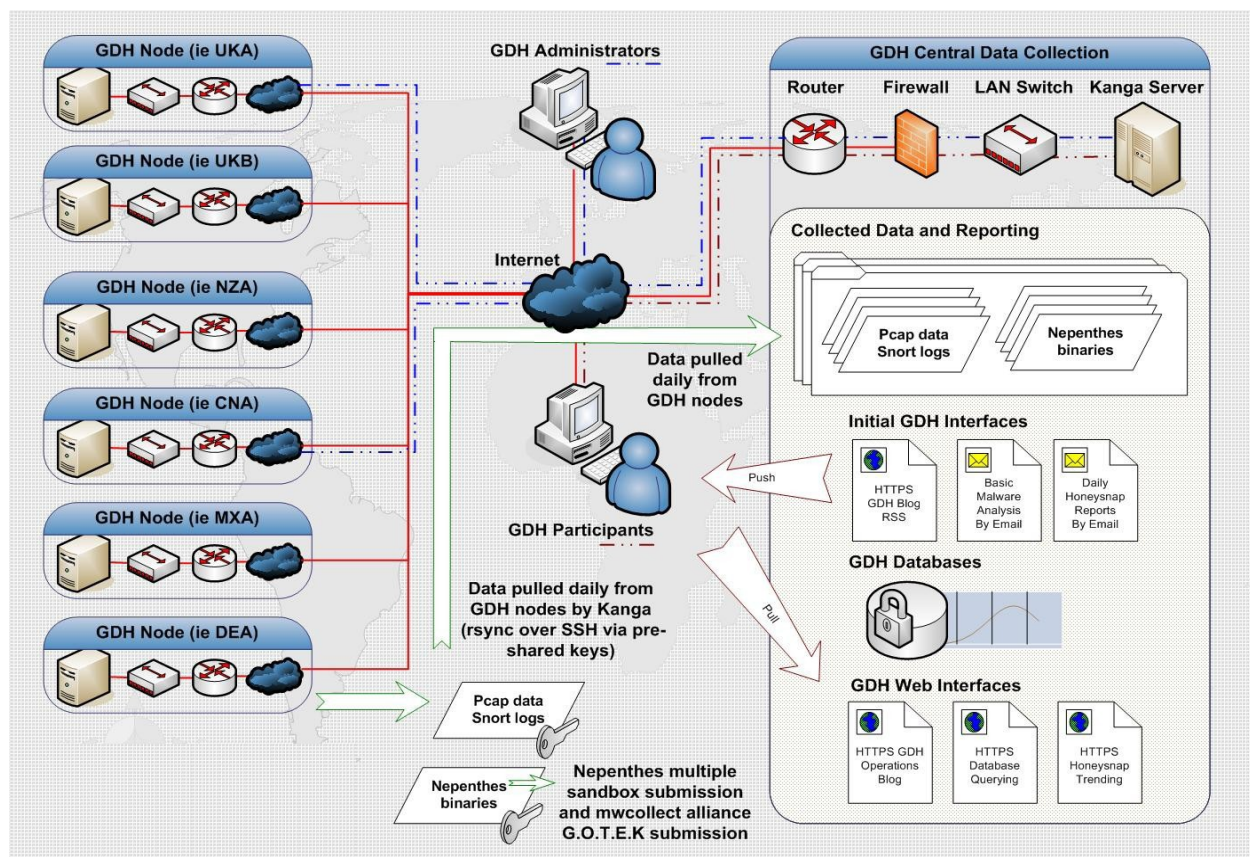 GDH Node (ie UKA)
GDH Node (ie UKB)
GDH Node (ie NZA)
GDH Node (ie CNA)
GDH Node (ie MXA)
GDH Node (ie DEA)
GDH Administrators
Internet
GDH Participants
Data pulled
daily from
GDH nodes
Push
Pull
Data pulled daily from
GDH nodes by Kanga
(rsync over SSH via pre-
shared keys)
Pcap data
Snort logs
Nepenthes
binaries
Nepenthes multiple
sandbox submission
and mwcollect alliance
G.O.T.E.K submission
GDH Central Data Collection
Router
Firewall
LAN Switch
Kanga Server
Collected Data and Reporting
Pcap data
Snort logs
Nepenthes
binaries
Initial GDH Interfaces
HTTPS
GDH Blog
RSS
Basic
Malware
Analysis
By Email
Daily
Honeysnap
Reports
By Email
GDH Databases
GDH Web Interfaces
HTTPS GDH
Operations
Blog
HTTPS
Database
Querying
HTTPS
Honeysnap
Trending